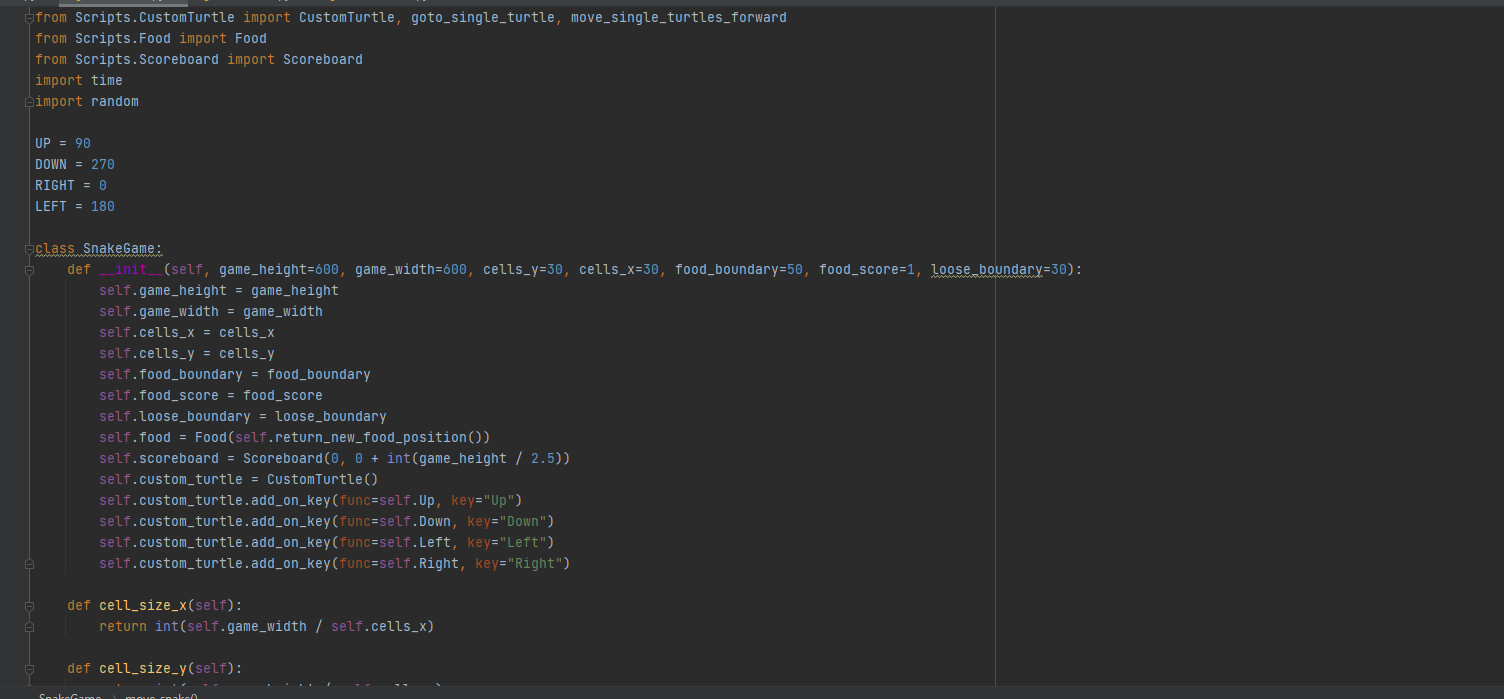 from Scripts.CustomTurtle import CustomTurtle, goto_single_turtle, move_single_turtles_forward
from Scripts.Food import Food
from Scripts.Scoreboard import Scoreboard
import time
import random
UP = 90
DOWN = 270
RIGHT = 0
LEFT = 180
class SnakeGame:
def __init__(self, game_height=600, game_width=600, cells_y=30, cells_x=30, food_boundary=50, food_score=1, loose_boundary=30):
self.game_height = game_height
self.game_width = game_width
self.cells_x = cells_x
self.cells_y = cells_y
self.food_boundary = food_boundary
self.food_score = food_score
self.loose_boundary = loose_boundary
self.food = Food(self.return_new_food_position())
self.scoreboard = Scoreboard(0, 0 + int(game_height / 2.5))
self.custom_turtle = CustomTurtle()
self.custom_turtle.add_on_key(func=self.Up, key="Up")
self.custom_turtle.add_on_key(func=self.Down, key="Down")
self.custom_turtle.add_on_key(func=self.Left, key="Left")
self.custom_turtle.add_on_key(func=self.Right, key="Right")
def cell_size_x(self):
return int(self.game_width / self.cells_x)
def cell_size_y(self):